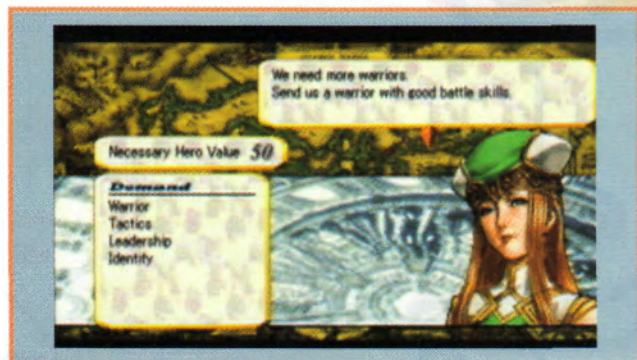 We need more warriors.
Send us a warrior with good battle skills.
Necessary Hero Value 50
Demand
Warrior
Tactics
Leadership
Identity